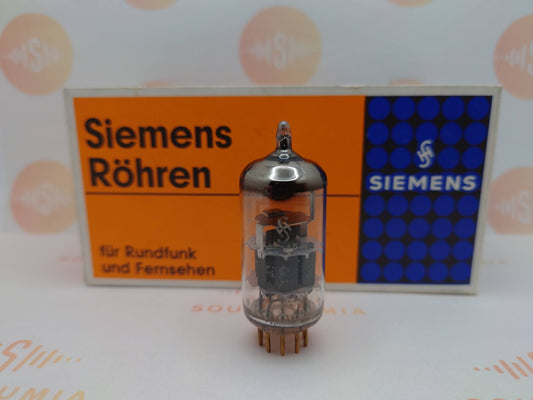 Siemens
Röhren
für Rundfunk
und Fernsehen
SIEMENS